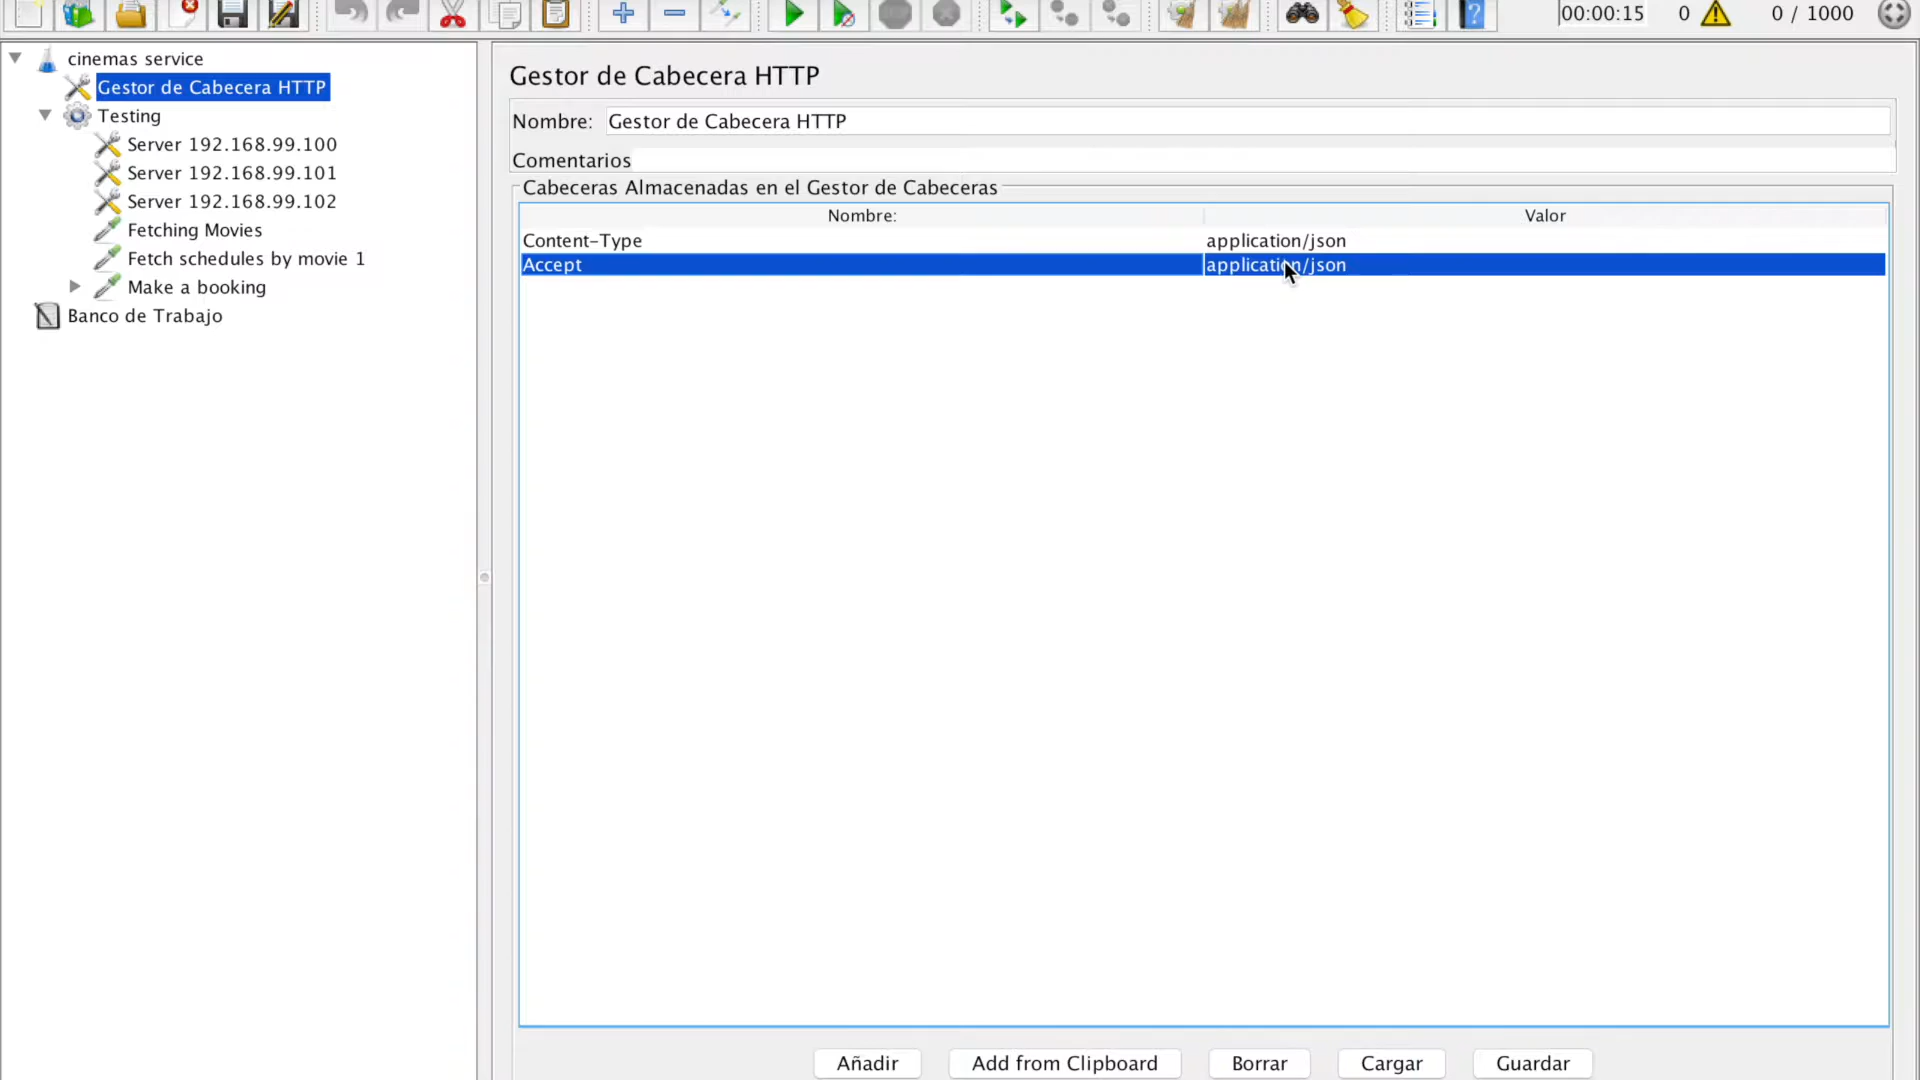 00:00:15 0 0 / 1000
cinemas service
Gestor de Cabecera HTTP
Testing
Server 192.168.99.100
Server 192.168.99.101
Server 192.168.99.102
Fetching Movies
Fetch schedules by movie 1
Make a booking
Banco de Trabajo
Gestor de Cabecera HTTP
Nombre: Gestor de Cabecera HTTP
Comentarios
Cabeceras Almacenadas en el Gestor de Cabeceras
Nombre: Valor
Content-Type application/json
Accept application/json
Añadir Add from Clipboard Borrar Cargar Guardar